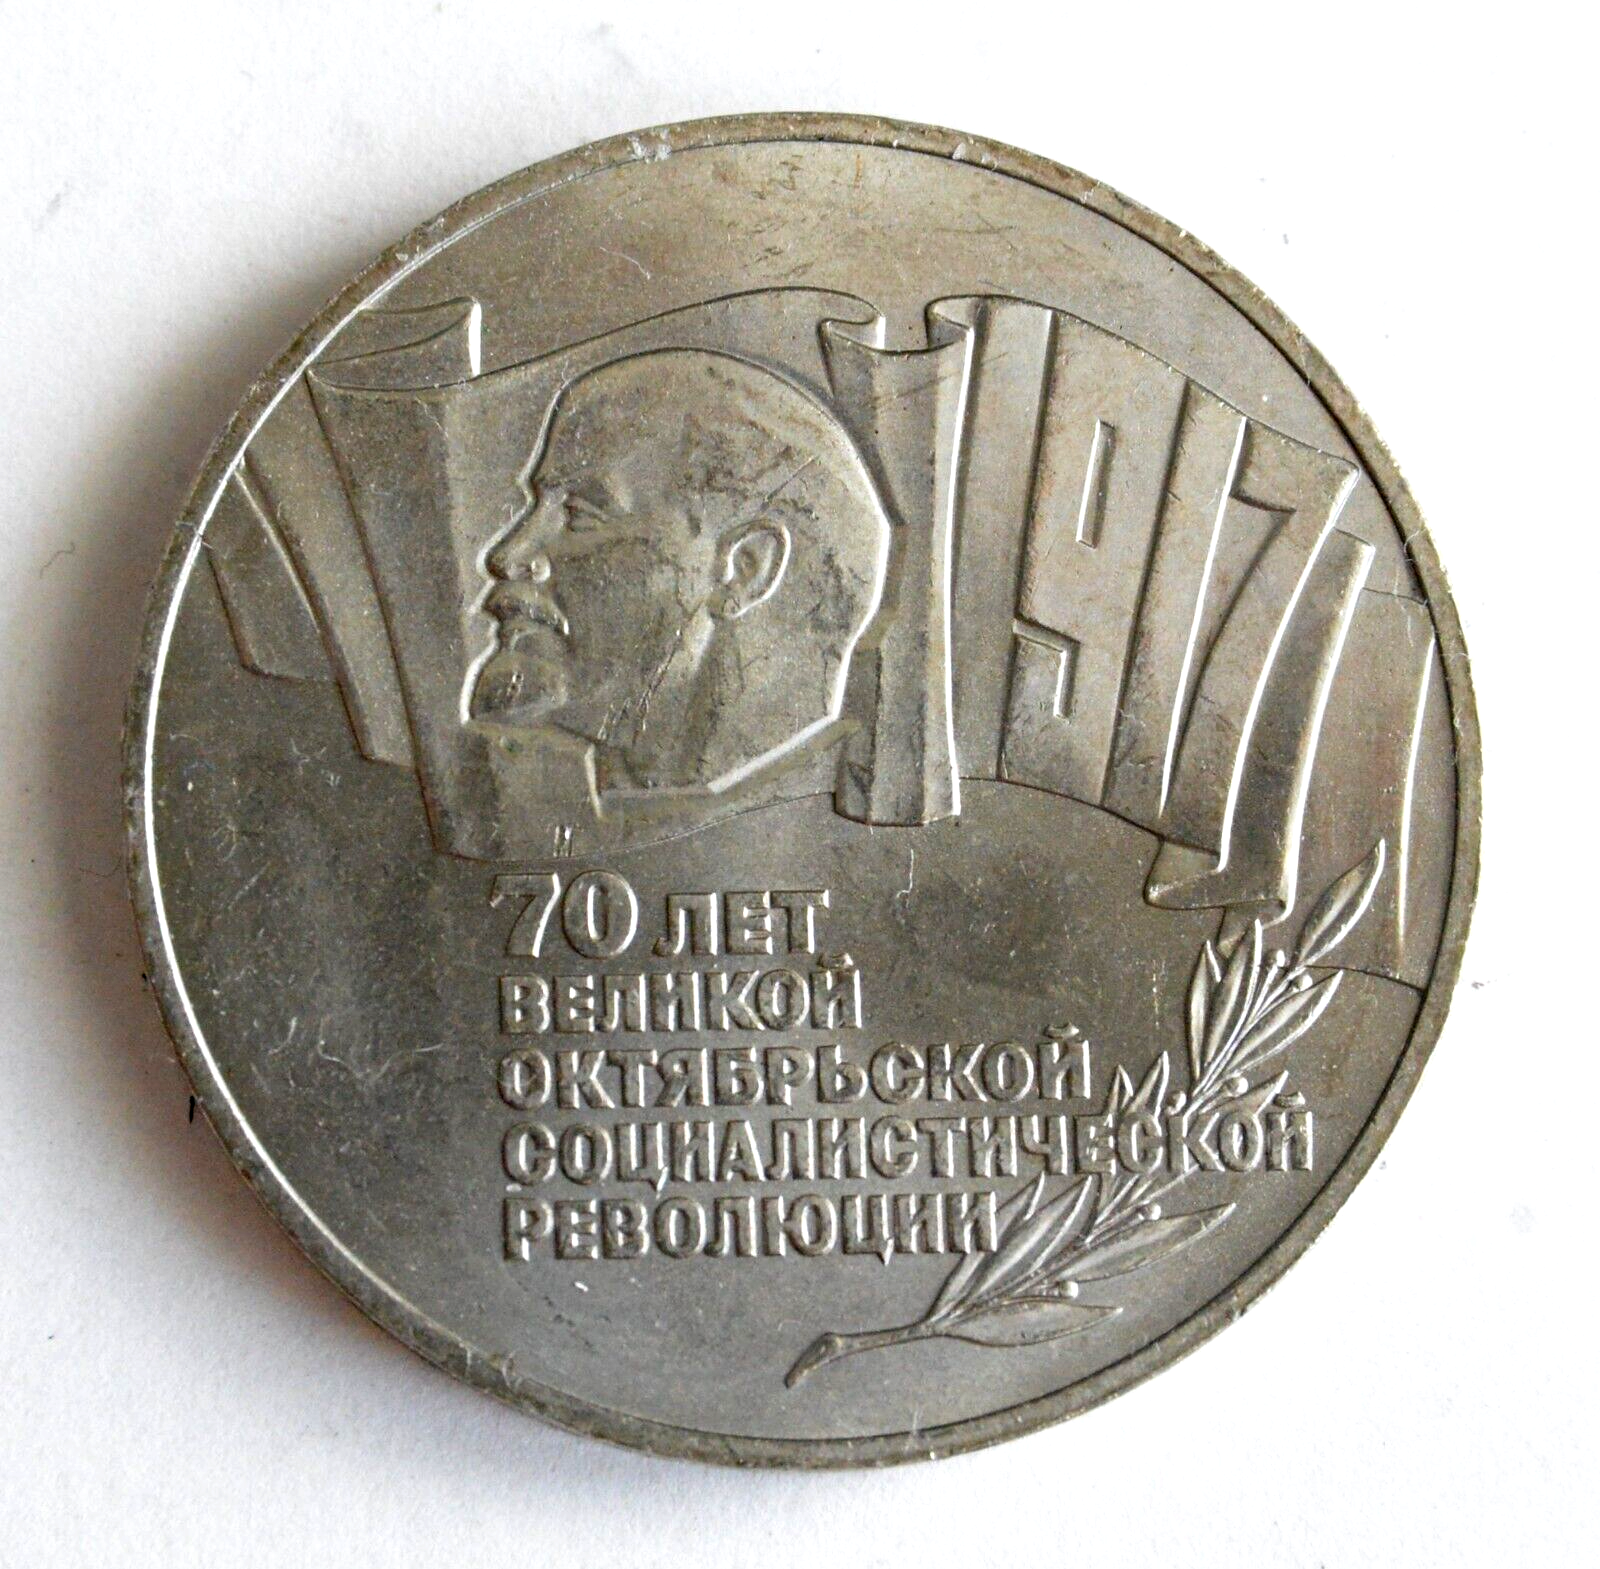 1917
70 ЛЕТ
ВЕЛИКОЙ
ОКТЯБРЬСКОЙ
СОЦИАЛИСТИЧЕСКОЙ
РЕВОЛЮЦИИ